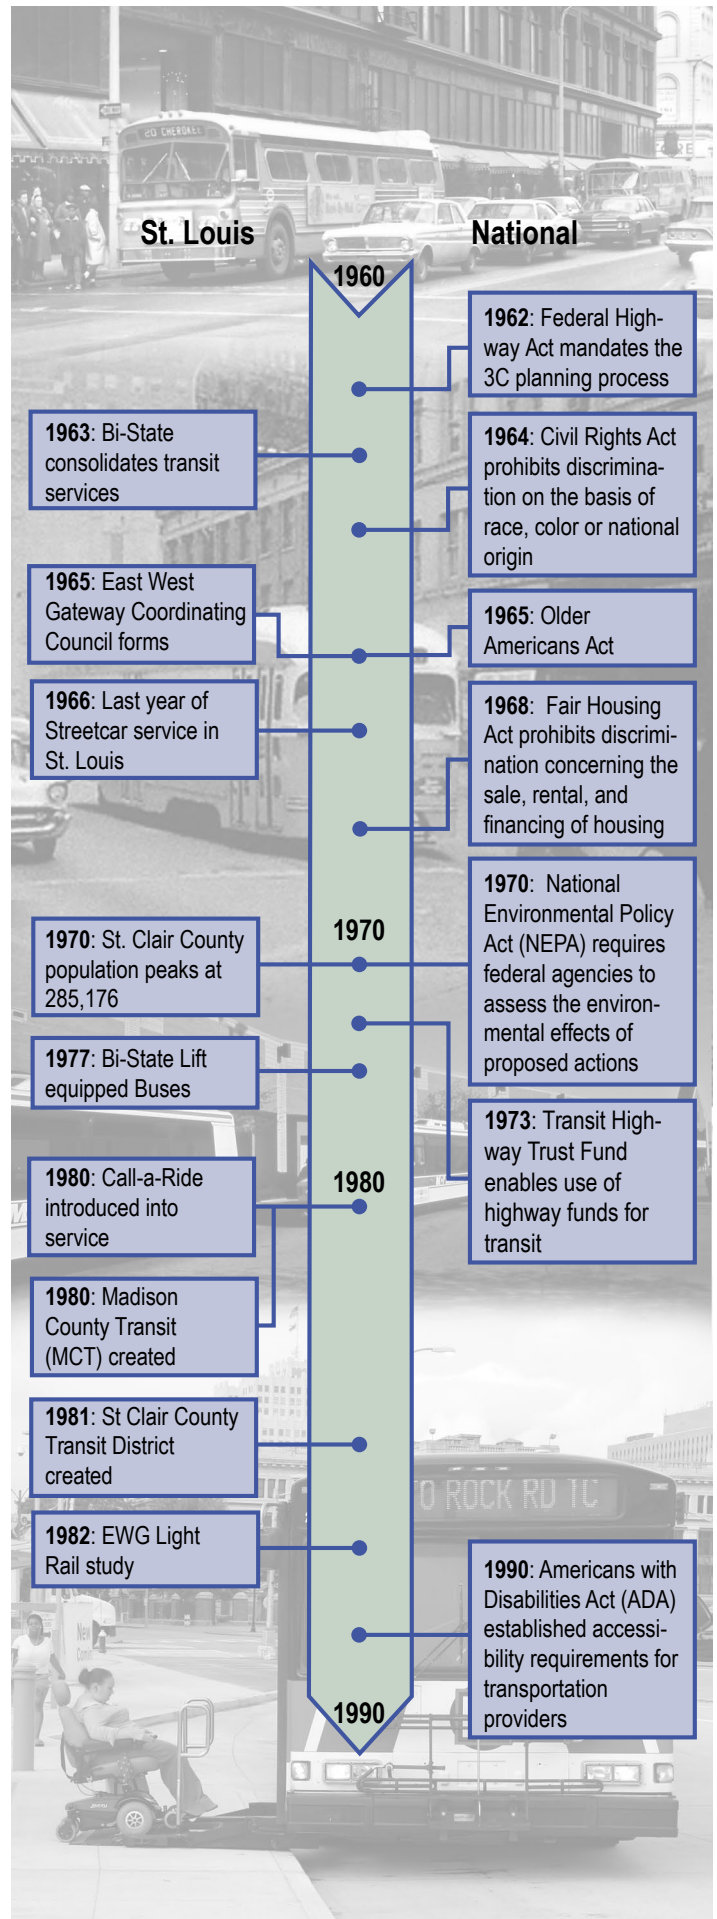 20 CHEROKEE
St. Louis
National
1960
1962: Federal High-
way Act mandates the
3C planning process
1963: Bi-State
consolidates transit
services
1964: Civil Rights Act
prohibits discrimina-
tion on the basis of
race, color or national
origin
1965: East West
Gateway Coordinating
Council forms
1965: Older
Americans Act
1966: Last year of
Streetcar service in
St. Louis
1968: Fair Housing
Act prohibits discrimi-
nation concerning the
sale, rental, and
financing of housing
1970
1970: St. Clair County
population peaks at
285,176
1970: National
Environmental Policy
Act (NEPA) requires
federal agencies to
assess the environ-
mental effects of
proposed actions
1977: Bi-State Lift
equipped Buses
1973: Transit High-
way Trust Fund
enables use of
highway funds for
transit
1980
1980: Call-a-Ride
introduced into
service
1980: Madison
County Transit
(MCT) created
1981: St Clair County
Transit District
created
O ROCK RD TC
1982: EWG Light
Rail study
1990: Americans with
Disabilities Act (ADA)
established accessi-
bility requirements for
transportation
providers
New
1990